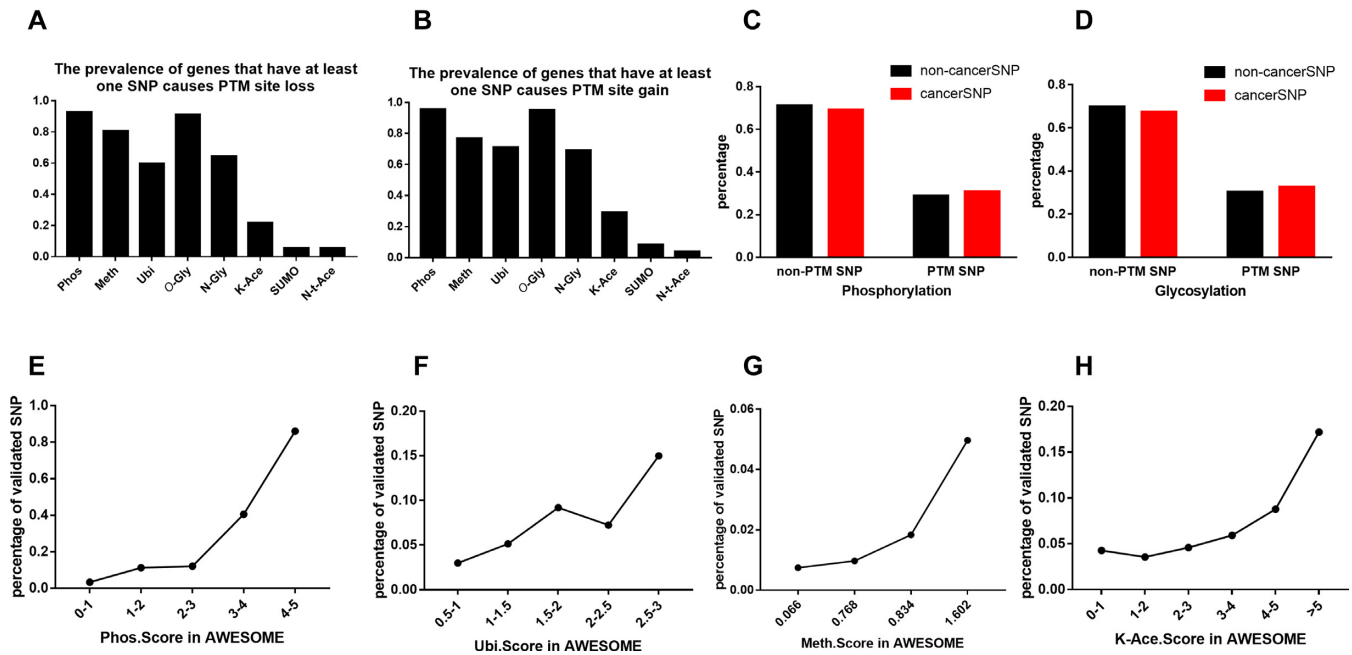 A
The prevalence of genes that have at least
one SNP causes PTM site loss
1.0
0.8
0.6
0.4
0.2
0.0
Phos
Meth
Ubi
O-Gly
N-Gly
K-Ace
SUMO
N-t-Ace
B
The prevalence of genes that have at least
one SNP causes PTM site gain
1.0
0.8
0.6
0.4
0.2
0.0
Phos
Meth
Ubi
O-Gly
N-Gly
K-Ace
SUMO
N-t-Ace
C
non-cancerSNP
cancerSNP
percentage
0.8
0.6
0.4
0.2
0.0
non-PTM SNP
PTM SNP
Phosphorylation
D
non-cancerSNP
cancerSNP
percentage
0.8
0.6
0.4
0.2
0.0
non-PTM SNP
PTM SNP
Glycosylation
E
percentage of validated SNP
1.0
0.8
0.6
0.4
0.2
0.0
0-1
1-2
2-3
3-4
4-5
Phos.Score in AWESOME
F
percentage of validated SNP
0.20
0.15
0.10
0.05
0.00
0.5-1
1-1.5
1.5-2
2-2.5
2.5-3
Ubi.Score in AWESOME
G
percentage of validated SNP
0.06
0.04
0.02
0.00
0.066
0.768
0.834
1.602
Meth.Score in AWESOME
H
percentage of validated SNP
0.20
0.15
0.10
0.05
0.00
0-1
1-2
2-3
3-4
4-5
>5
K-Ace.Score in AWESOME